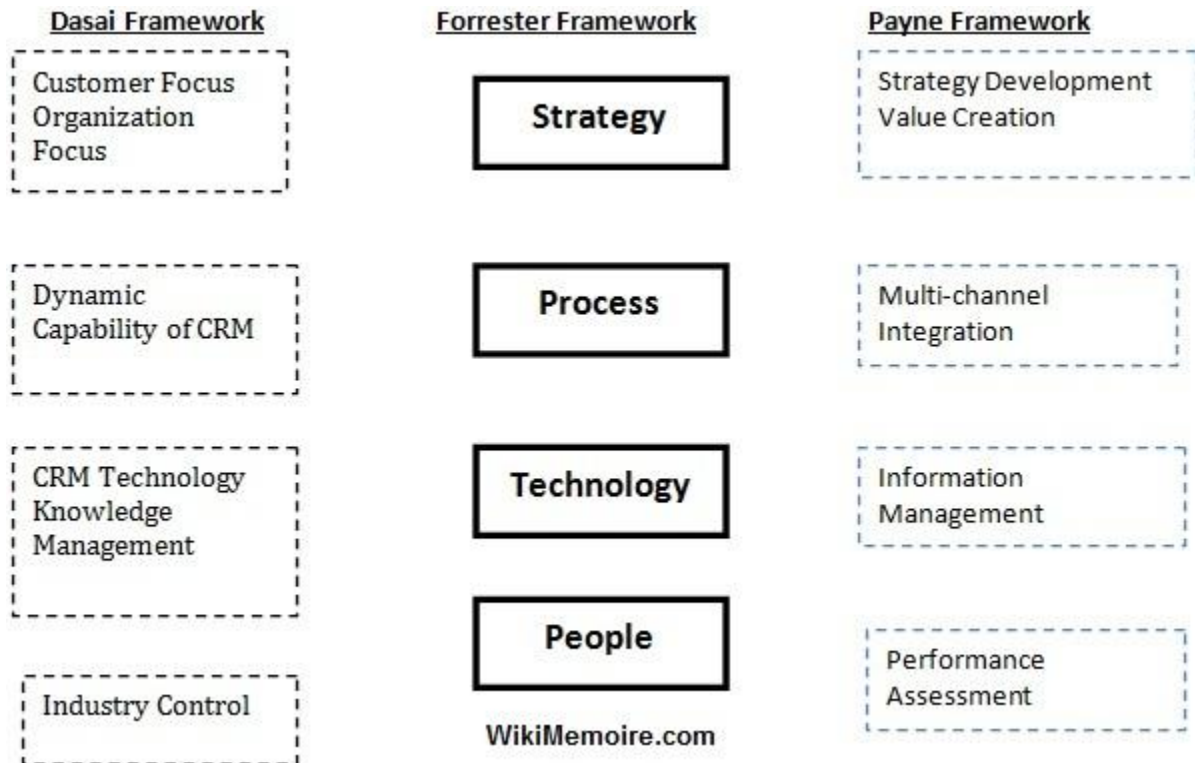 Dasai Framework
Customer Focus
Organization
Focus
Dynamic
Capability of CRM
CRM Technology
Knowledge
Management
Industry Control
Forrester Framework
Strategy
Process
Technology
People
WikiMemoire.com
Payne Framework
Strategy Development
Value Creation
Multi-channel
Integration
Information
Management
Performance
Assessment